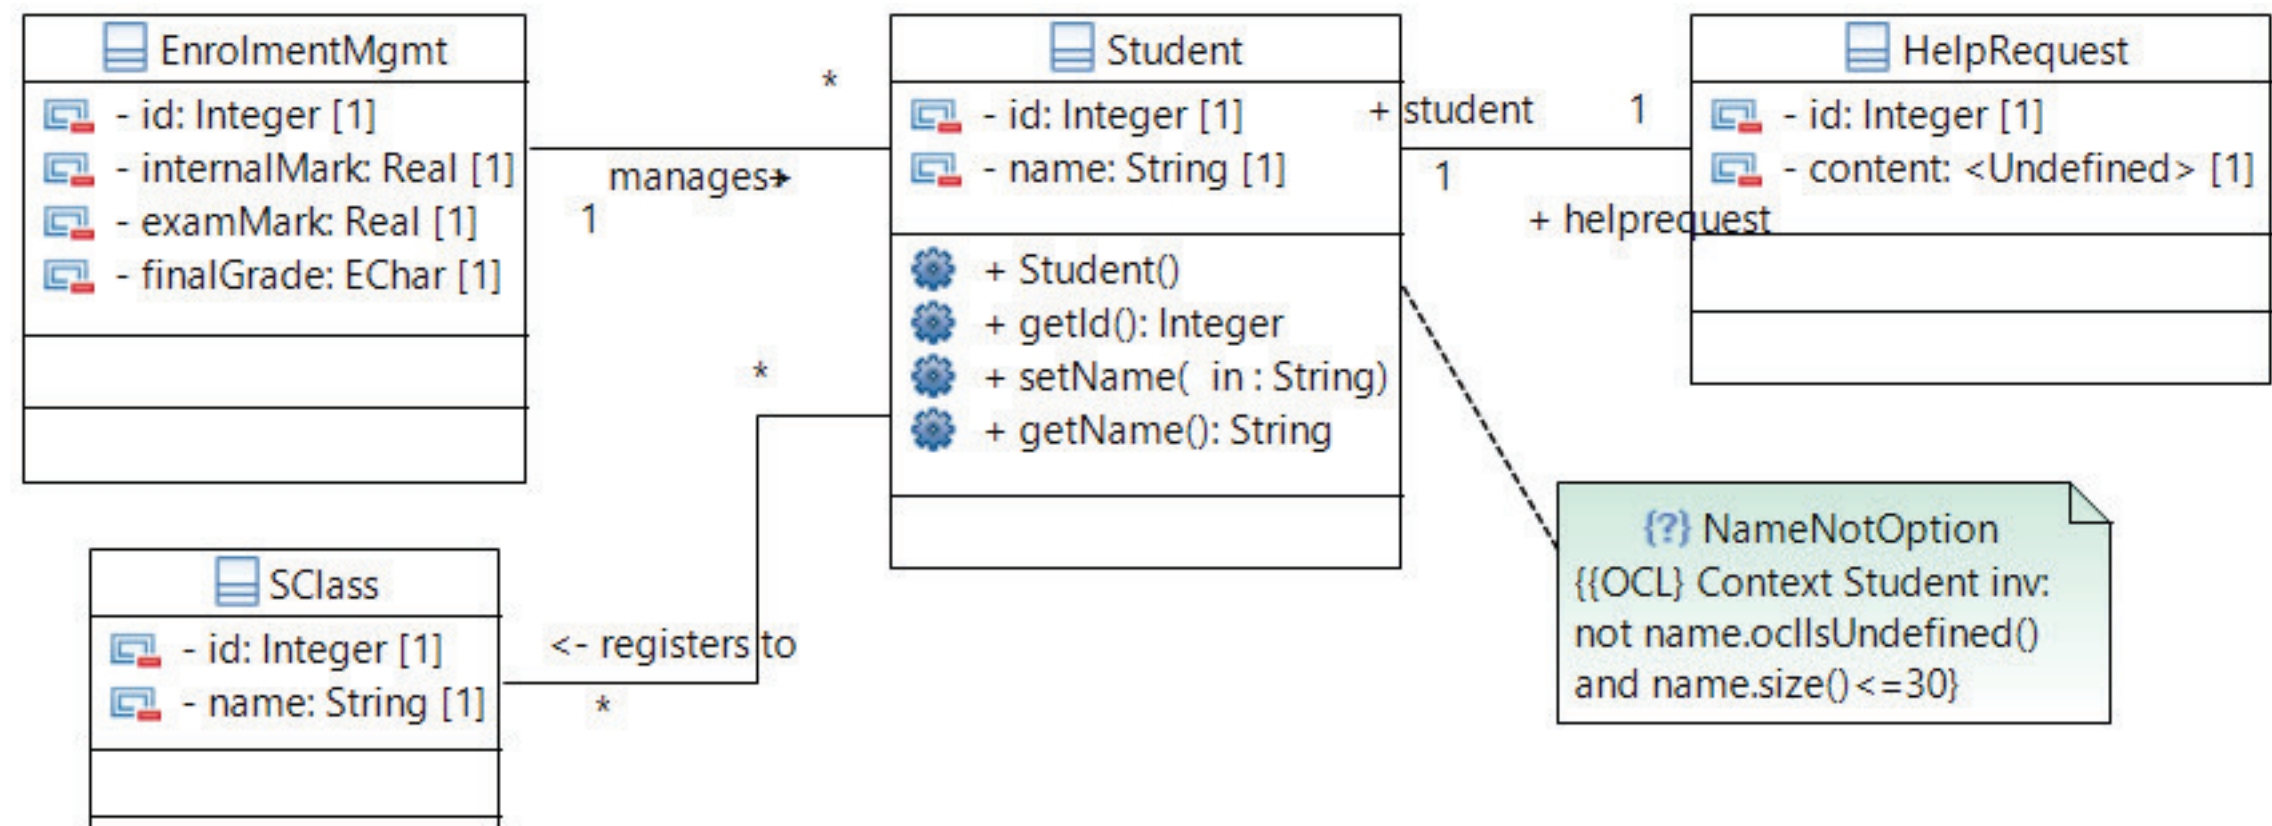 EnrolmentMgmt
- id: Integer [1]
- internalMark: Real [1]
- examMark: Real [1]
- finalGrade: EChar [1]
*
manages
1
Student
- id: Integer [1]
- name: String [1]
+ Student()
+ getId(): Integer
+ setName( in : String)
+ getName(): String
+ student
1
1
+ helprequest
HelpRequest
- id: Integer [1]
- content: <Undefined> [1]
*
<- registers to
*
SClass
- id: Integer [1]
- name: String [1]
{?} NameNotOption
{{OCL} Context Student inv:
not name.oclIsUndefined()
and name.size()<=30}